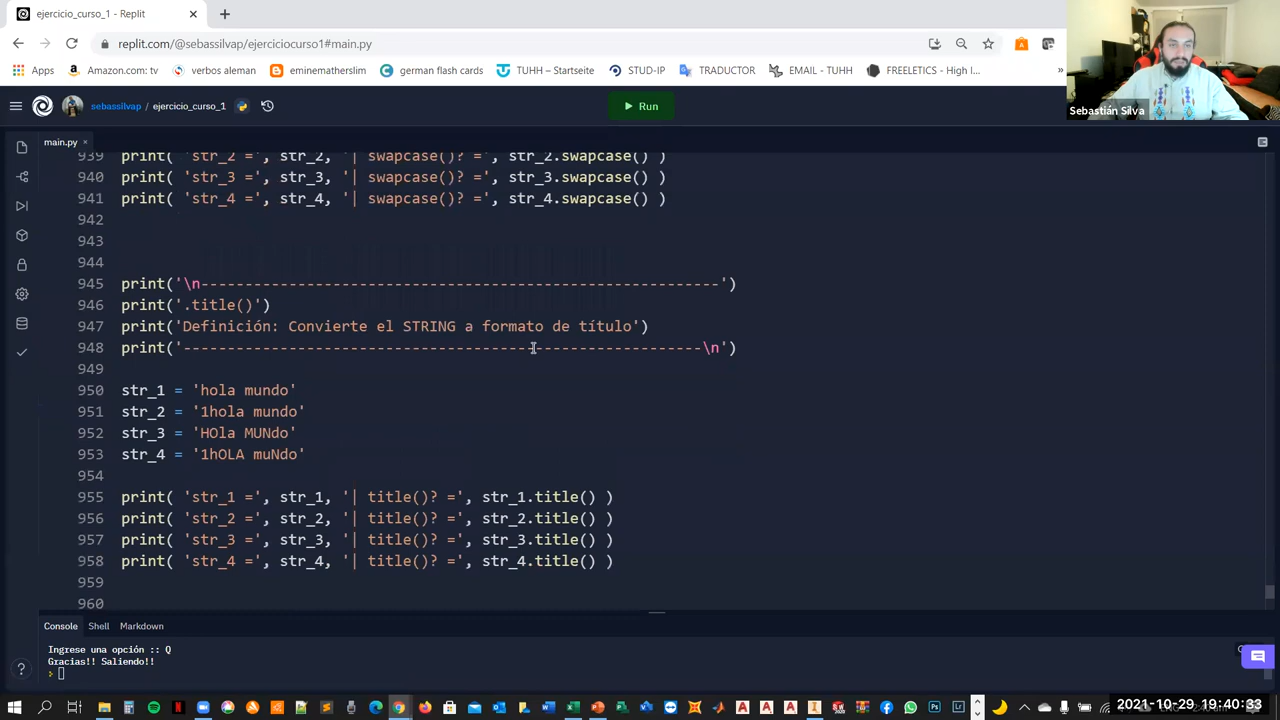 ejercicio_curso_1 - Replit
replit.com/@sebassilvap/ejerciciocurso1#main.py
Apps
Amazon.com: tv
verbos aleman
eminematherslim
german flash cards
TUHH – Startseite
STUD-IP
TRADUCTOR
EMAIL - TUHH
FREELETICS - High I...
»
Sebastián Silva
sebassilvap / ejercicio_curso_1
Run
main.py
939 print( 'str_2 =', str_2, '| swapcase()? =', str_2.swapcase() )
940 print( 'str_3 =', str_3, '| swapcase()? =', str_3.swapcase() )
941 print( 'str_4 =', str_4, '| swapcase()? =', str_4.swapcase() )
942
943
944
945 print('\n-----------------------------------------------------------')
946 print('.title()')
947 print('Definición: Convierte el STRING a formato de título')
948 print('-----------------------------------------------------------\n')
949
950 str_1 = 'hola mundo'
951 str_2 = '1hola mundo'
952 str_3 = 'HOla MUNdo'
953 str_4 = '1hOLA muNdo'
954
955 print( 'str_1 =', str_1, '| title()? =', str_1.title() )
956 print( 'str_2 =', str_2, '| title()? =', str_2.title() )
957 print( 'str_3 =', str_3, '| title()? =', str_3.title() )
958 print( 'str_4 =', str_4, '| title()? =', str_4.title() )
959
960
Console Shell Markdown
Ingrese una opción :: Q
Gracias!! Saliendo!!
2021-10-29 19:40:33